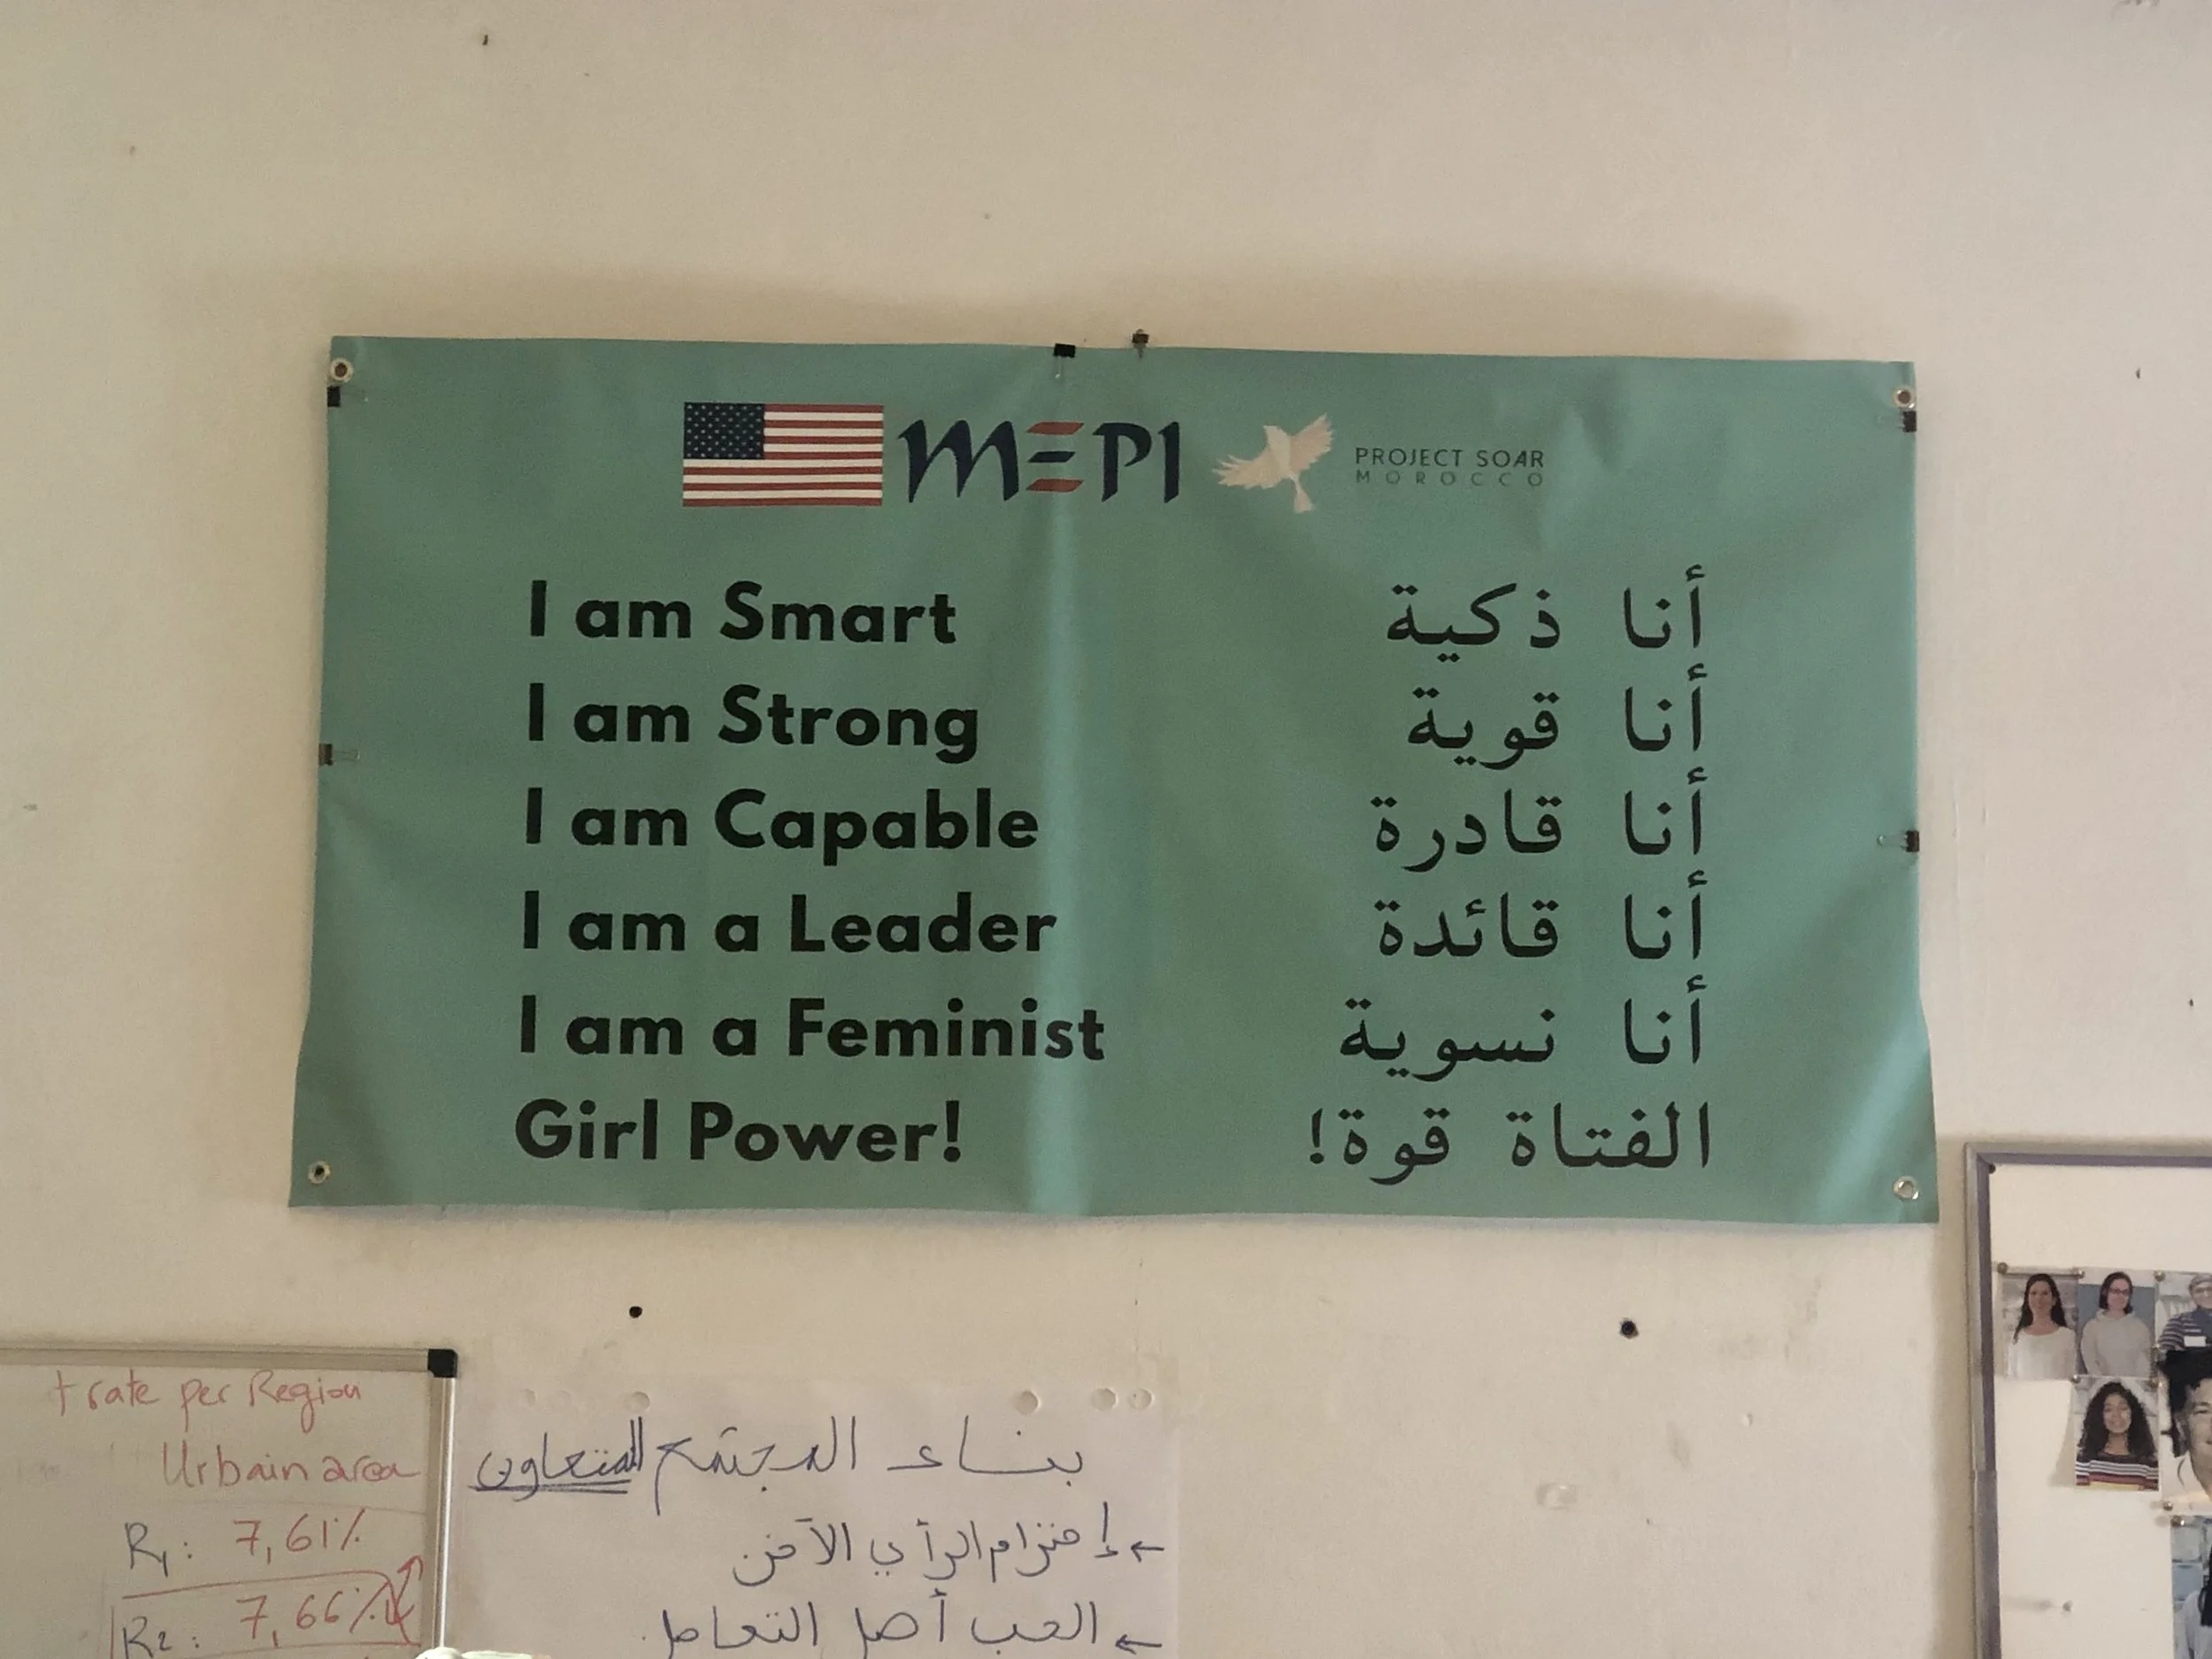 MEPI
PROJECT SOAR
MOROCCO
I am Smart
I am Strong
I am Capable
I am a Leader
I am a Feminist
Girl Power!
أنا ذكية
أنا قوية
أنا قادرة
أنا قائدة
أنا نسوية
الفتاة قوة!
rate per Region
Urbain area
R1: 7,61%
R2: 7,66%
بناء المجتمع المتعاون
← إحترام الرأي الآخر
← الحب أصل التعامل.